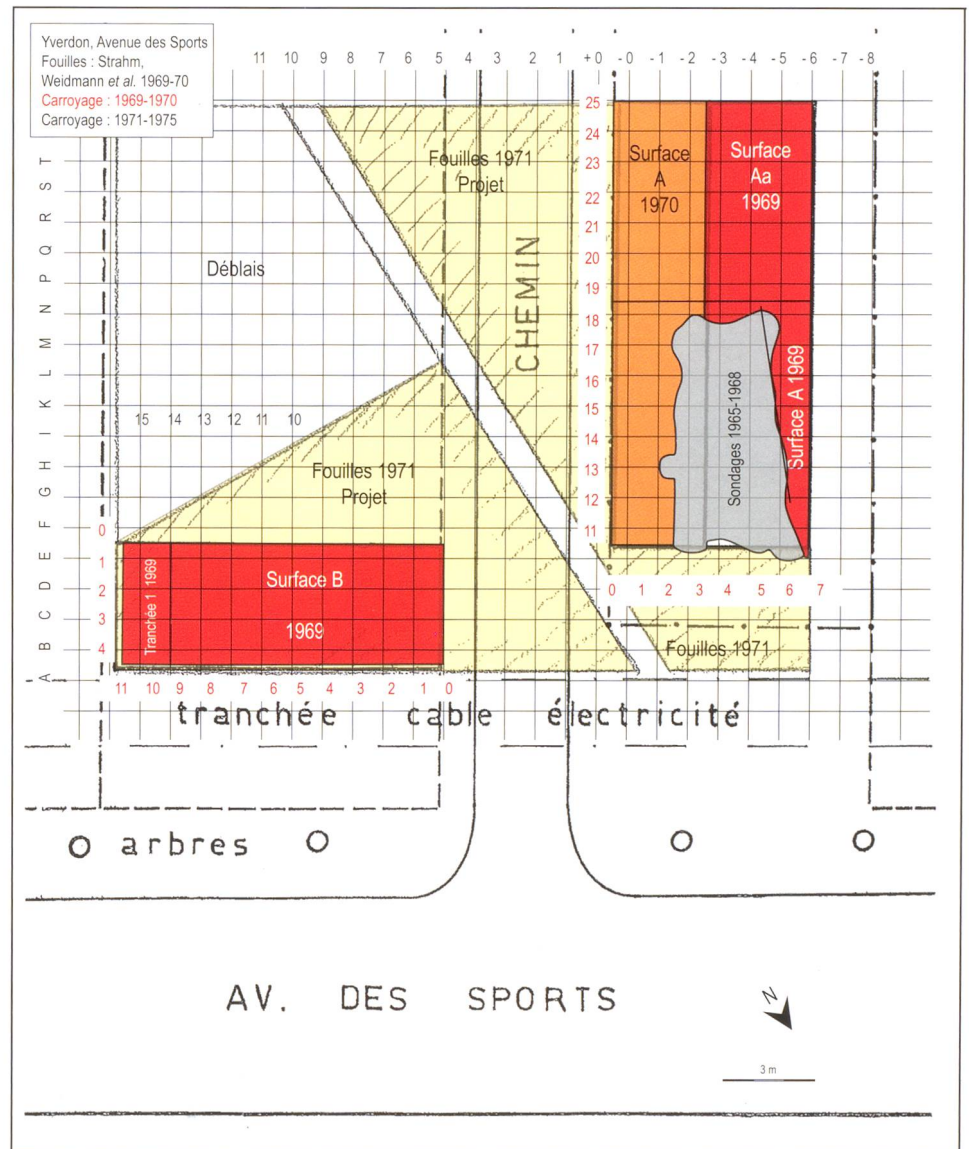 Yverdon, Avenue des Sports
Fouilles : Strahm,
Weidmann et al. 1969-70
Carroyage : 1969-1970
Carroyage : 1971-1975
11 10 9 8 7 6 5 4 3 2 1 +0 -0 -1 -2 -3 -4 -5 -6 -7 -8
25
24
23
22
21
20
19
18
17
16
15
14
13
12
11
T
S
R
Q
P
N
M
L
K
I
H
G
F
E
D
C
B
A
Fouilles 1971
Projet
CHEMIN
Surface
A
1970
Surface
Aa
1969
Déblais
Surface A 1969
Sondages 1965-1968
15 14 13 12 11 10
Fouilles 1971
Projet
0
1
2
3
4
Tranchée 1 1969
Surface B
1969
0 1 2 3 4 5 6 7
Fouilles 1971
11 10 9 8 7 6 5 4 3 2 1 0
tranchée cable électricité
arbres
AV. DES SPORTS
N
3 m